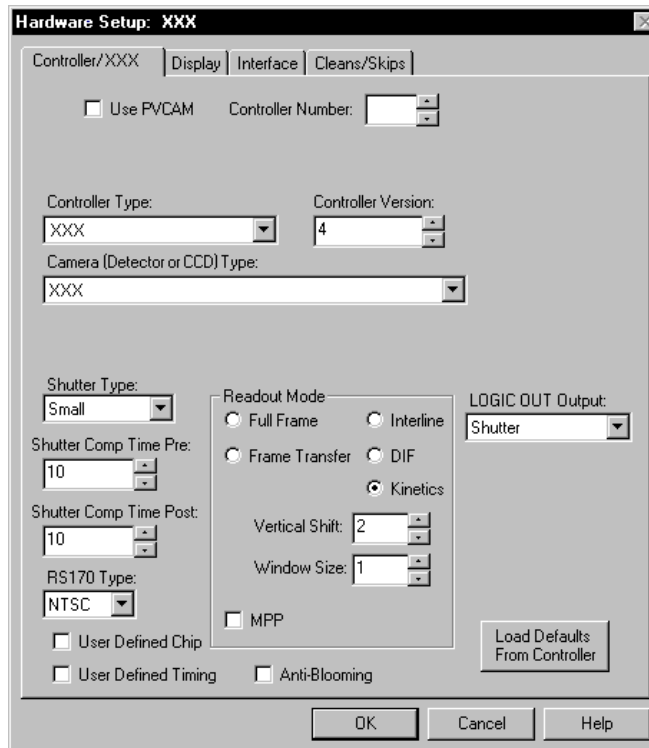 Hardware Setup: XXX
Controller/XXX Display Interface Cleans/Skips
Use PVCAM Controller Number:
Controller Type: Controller Version:
XXX 4
Camera (Detector or CCD) Type:
XXX
Shutter Type: Readout Mode LOGIC OUT Output:
Small Full Frame Interline Shutter
Shutter Comp Time Pre: Frame Transfer DIF
10 Kinetics
Shutter Comp Time Post: Vertical Shift: 2
10 Window Size: 1
RS170 Type:
NTSC MPP
User Defined Chip Load Defaults
From Controller
User Defined Timing Anti-Blooming
OK Cancel Help